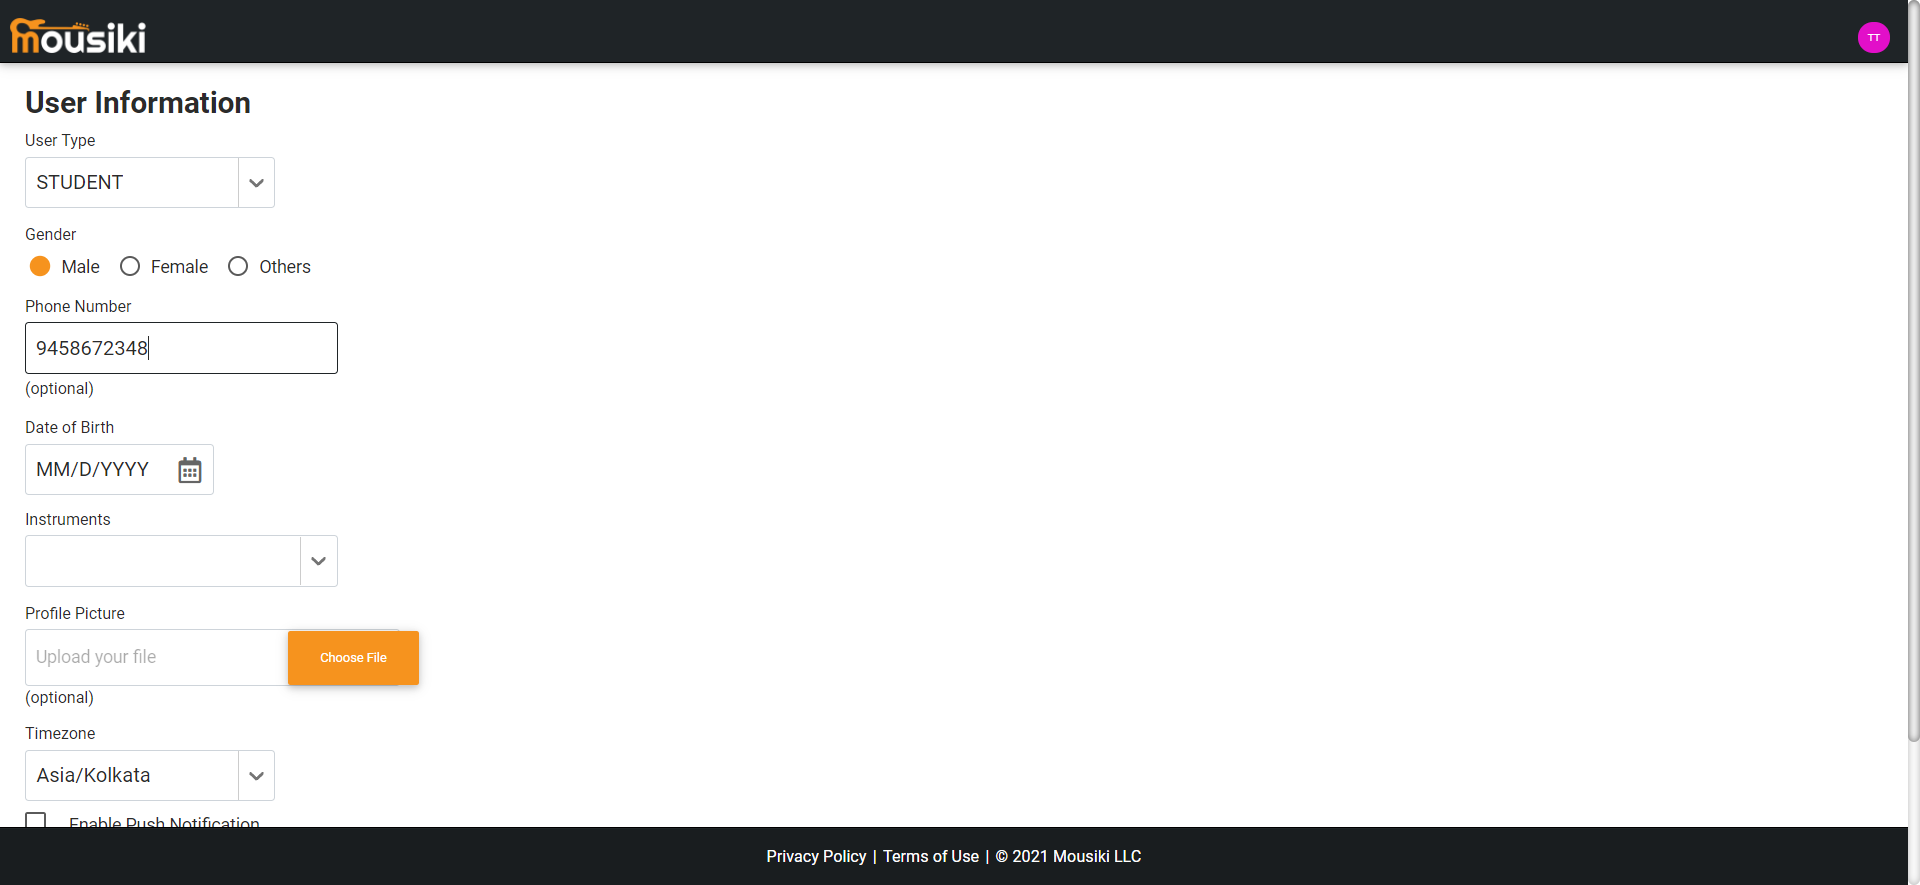 mousiki
TT
User Information
User Type
STUDENT
Gender
Male Female Others
Phone Number
9458672348
(optional)
Date of Birth
MM/D/YYYY
Instruments
Profile Picture
Upload your file
Choose File
(optional)
Timezone
Asia/Kolkata
Enable Push Notification
Privacy Policy | Terms of Use | © 2021 Mousiki LLC